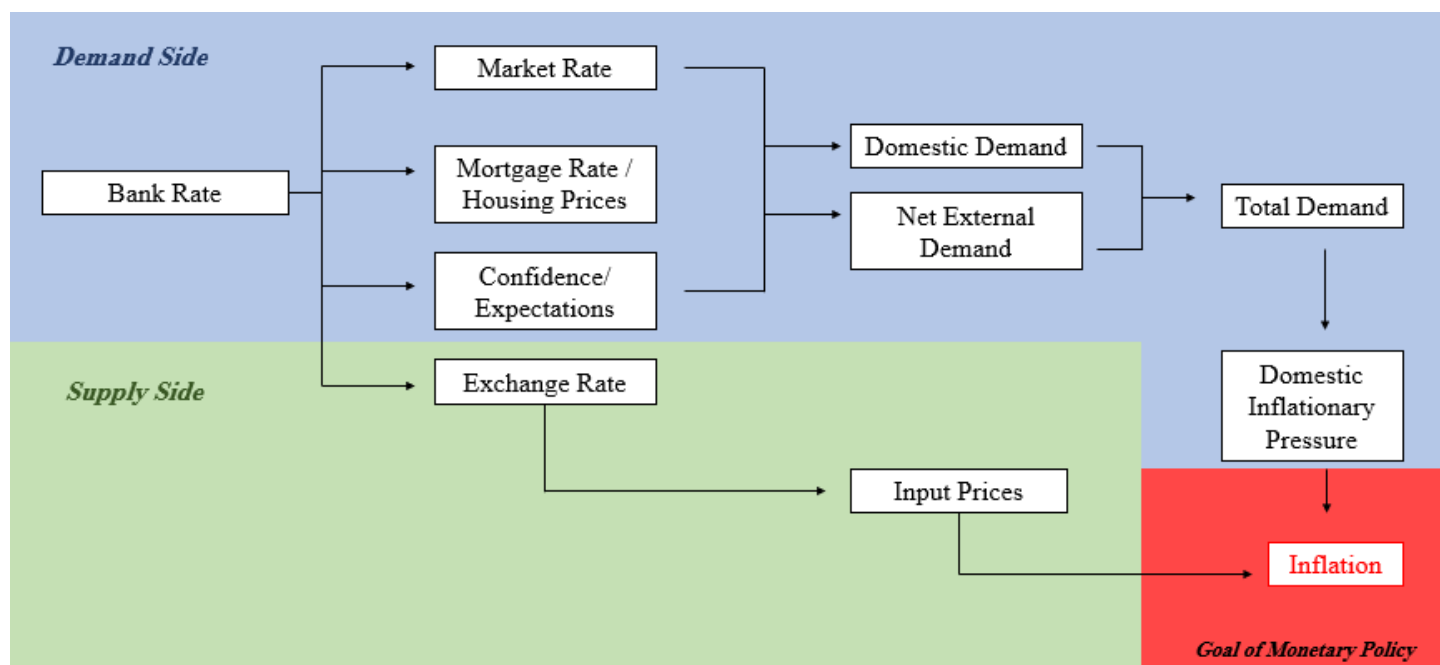 Demand Side
Market Rate
Mortgage Rate /
Housing Prices
Bank Rate
Confidence/
Expectations
Domestic Demand
Net External
Demand
Total Demand
Supply Side
Exchange Rate
Domestic
Inflationary
Pressure
Input Prices
Inflation
Goal of Monetary Policy